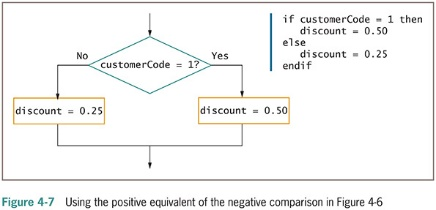 if customerCode = 1 then
    discount = 0.50
else
    discount = 0.25
endif
No
Yes
customerCode = 1?
discount = 0.25
discount = 0.50
Figure 4-7 Using the positive equivalent of the negative comparison in Figure 4-6